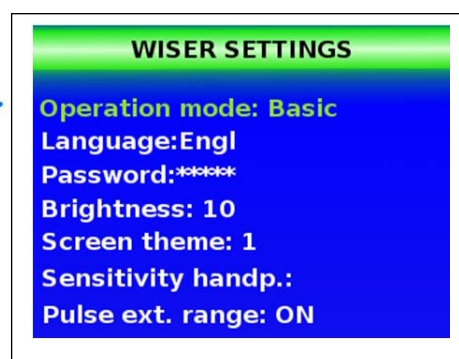 WISER SETTINGS
Operation mode: Basic
Language:Engl
Password:*****
Brightness: 10
Screen theme: 1
Sensitivity handp.:
Pulse ext. range: ON